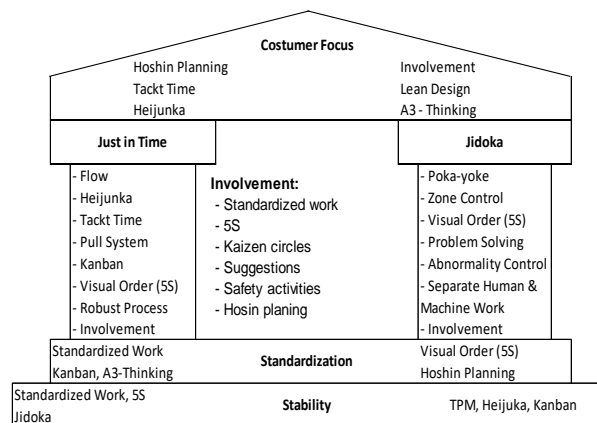 Costumer Focus
Hoshin Planning
Tackt Time
Heijunka
Involvement
Lean Design
A3 - Thinking
Just in Time
Jidoka
- Flow
- Heijunka
- Tackt Time
- Pull System
- Kanban
- Visual Order (5S)
- Robust Process
- Involvement
Involvement:
- Standardized work
- 5S
- Kaizen circles
- Suggestions
- Safety activities
- Hosin planing
- Poka-yoke
- Zone Control
- Visual Order (5S)
- Problem Solving
- Abnormality Control
- Separate Human &
Machine Work
- Involvement
Standardized Work
Kanban, A3-Thinking
Standardization
Visual Order (5S)
Hoshin Planning
Standardized Work, 5S
Jidoka
Stability
TPM, Heijuka, Kanban